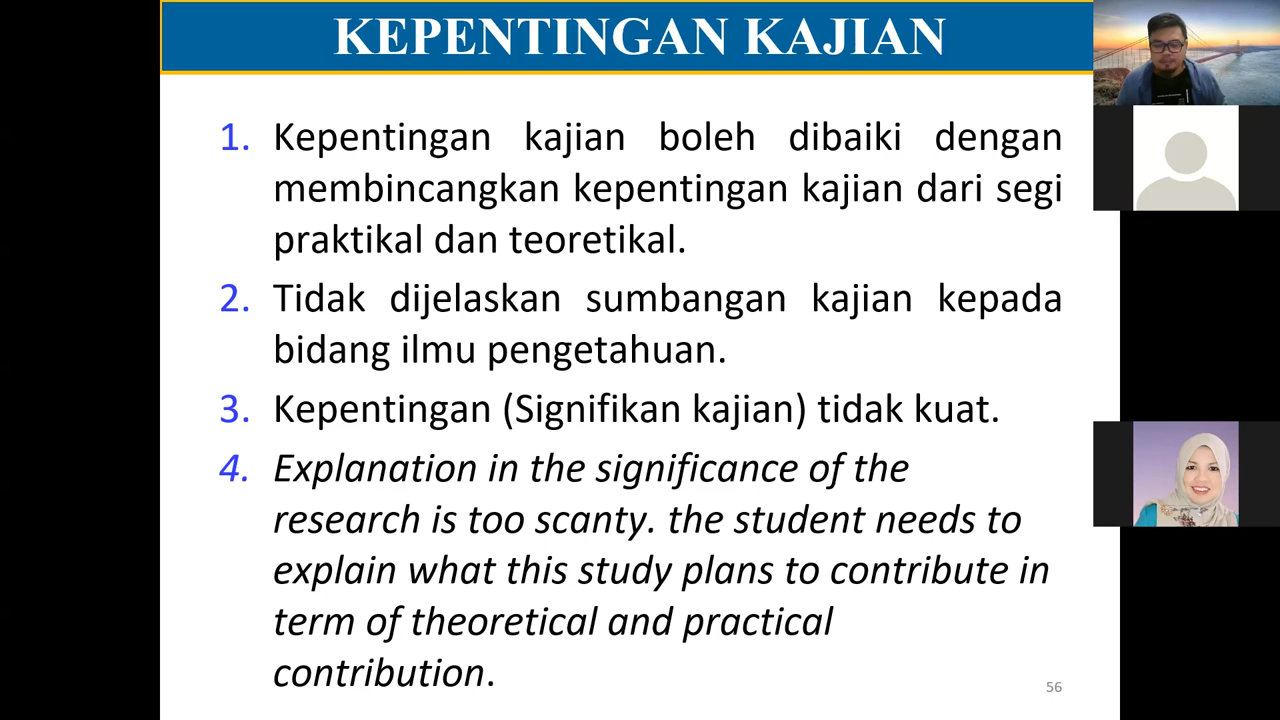 KEPENTINGAN KAJIAN
1. Kepentingan kajian boleh dibaiki dengan
membincangkan kepentingan kajian dari segi
praktikal dan teoretikal.
2. Tidak dijelaskan sumbangan kajian kepada
bidang ilmu pengetahuan.
3. Kepentingan (Signifikan kajian) tidak kuat.
4. Explanation in the significance of the
research is too scanty. the student needs to
explain what this study plans to contribute in
term of theoretical and practical
contribution.
56